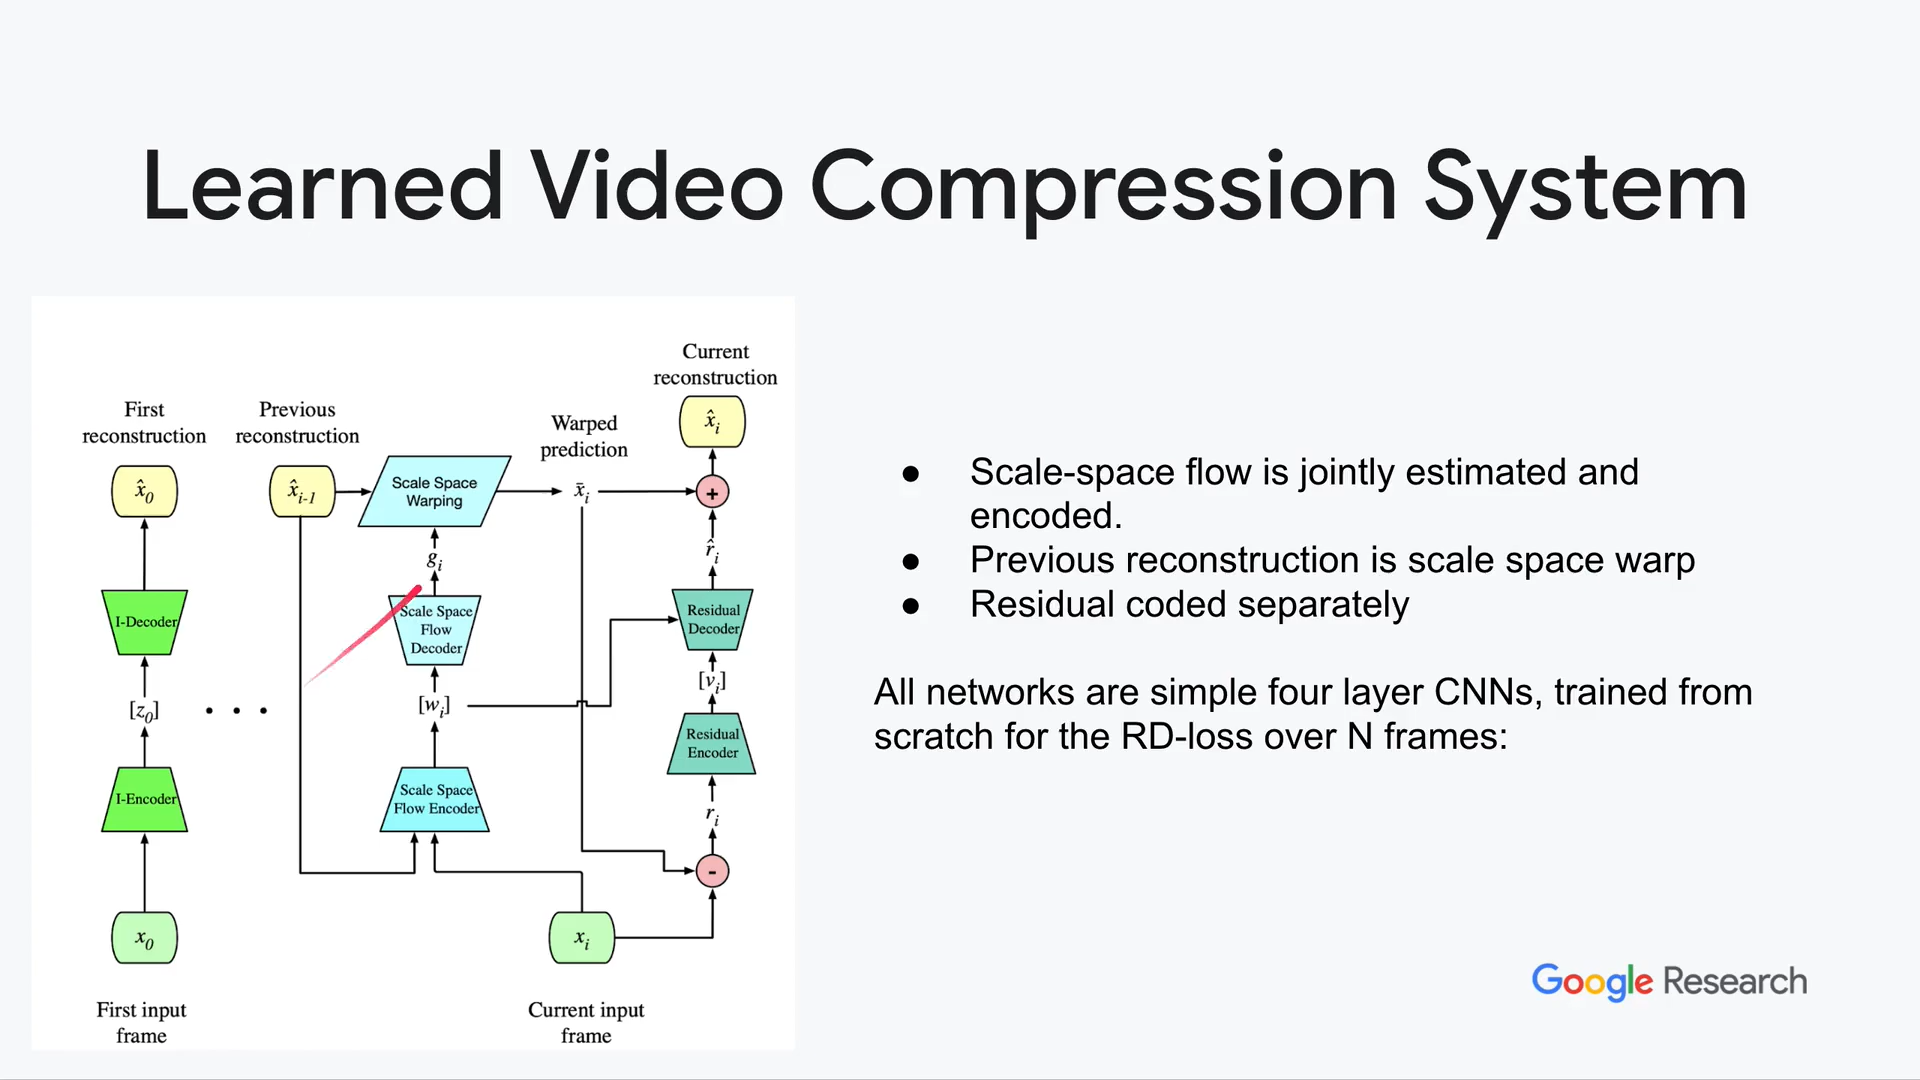 Learned Video Compression System
Current
reconstruction
x̂i
First
reconstruction
Previous
reconstruction
Warped
prediction
x̂0
x̂i-1
Scale Space
Warping
x̄i
+
gi
r̂i
I-Decoder
Scale Space
Flow
Decoder
Residual
Decoder
[z0]
. . .
[wi]
[vi]
Residual
Encoder
I-Encoder
Scale Space
Flow Encoder
ri
-
x0
xi
First input
frame
Current input
frame
● Scale-space flow is jointly estimated and
encoded.
● Previous reconstruction is scale space warp
● Residual coded separately
All networks are simple four layer CNNs, trained from
scratch for the RD-loss over N frames:
Google Research